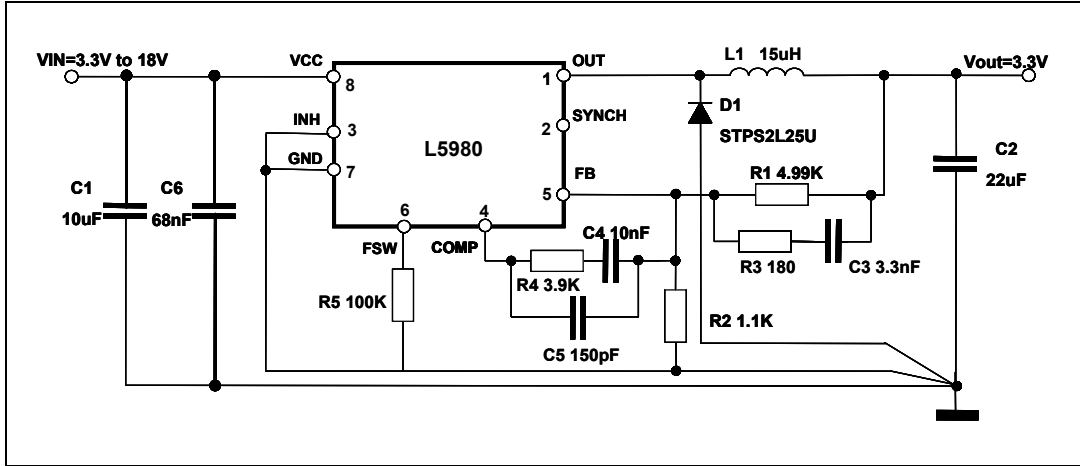 VIN=3.3V to 18V
VCC
8
OUT
1
L1 15uH
Vout=3.3V
INH
3
SYNCH
2
D1
STPS2L25U
L5980
GND
7
FB
5
R1 4.99K
C2
22uF
C1
10uF
C6
68nF
6
FSW
4
COMP
C4 10nF
R3 180
C3 3.3nF
R4 3.9K
R5 100K
R2 1.1K
C5 150pF